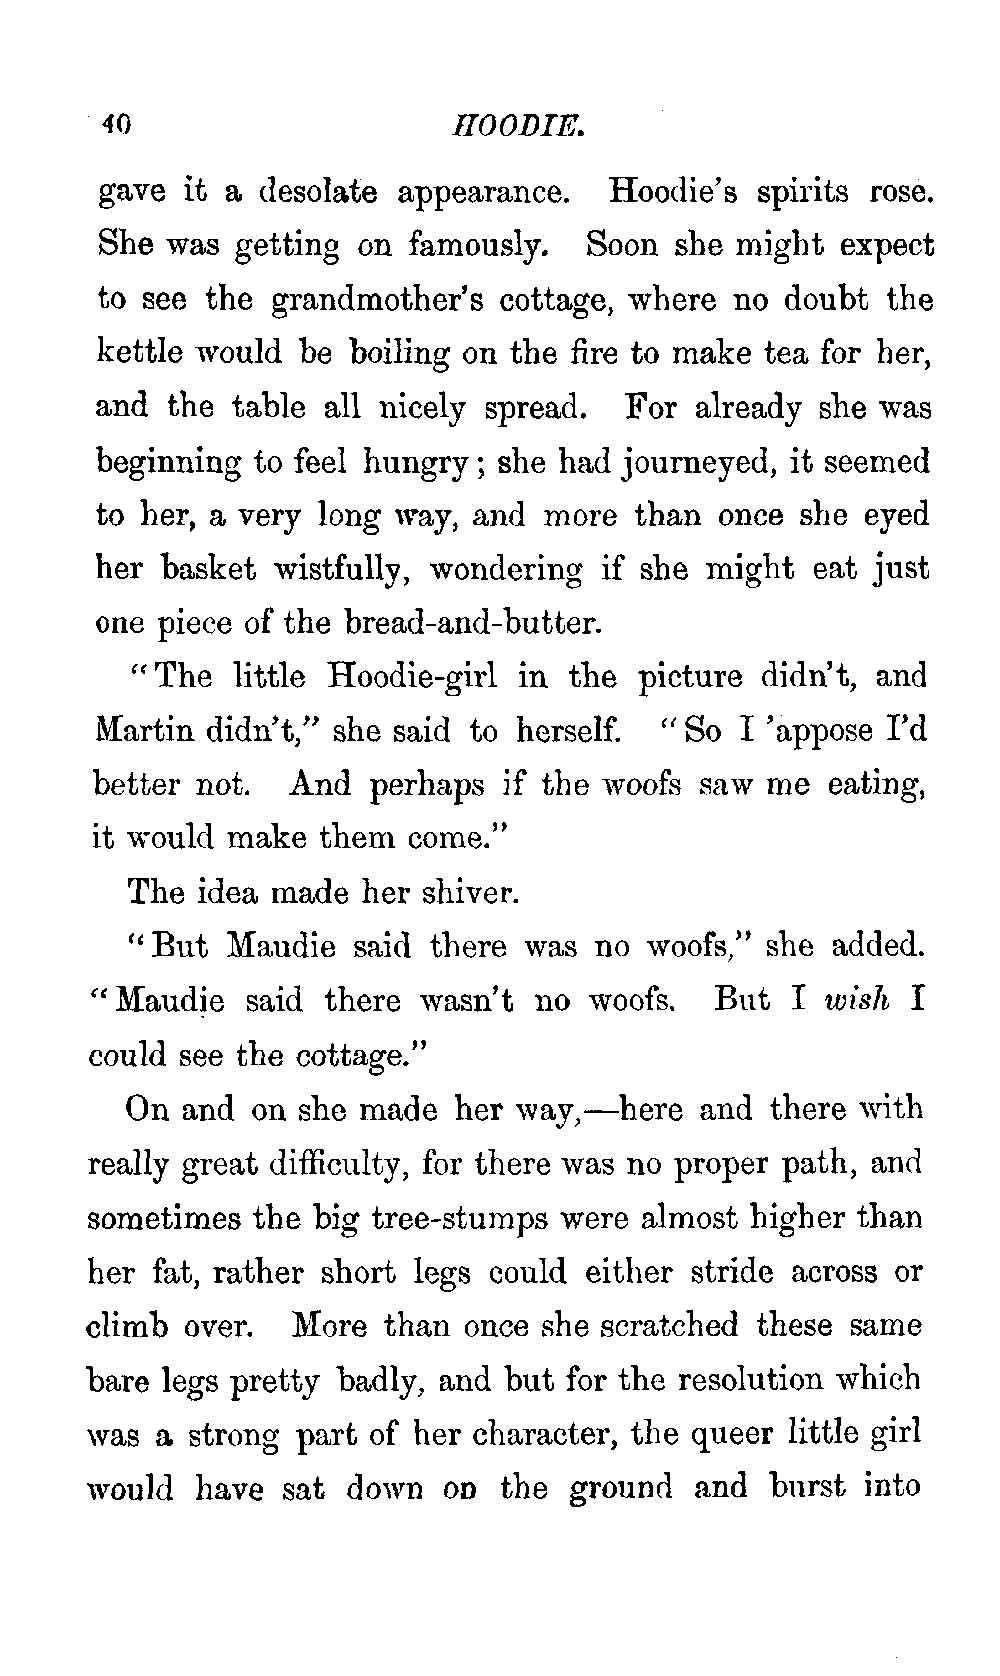 40 HOODIE.
gave it a desolate appearance. Hoodie's spirits rose.
She was getting on famously. Soon she might expect
to see the grandmother's cottage, where no doubt the
kettle would be boiling on the fire to make tea for her,
and the table all nicely spread. For already she was
beginning to feel hungry; she had journeyed, it seemed
to her, a very long way, and more than once she eyed
her basket wistfully, wondering if she might eat just
one piece of the bread-and-butter.
"The little Hoodie-girl in the picture didn't, and
Martin didn't," she said to herself. "So I 'appose I'd
better not. And perhaps if the woofs saw me eating,
it would make them come."
The idea made her shiver.
"But Maudie said there was no woofs," she added.
"Maudie said there wasn't no woofs. But I wish I
could see the cottage."
On and on she made her way,—here and there with
really great difficulty, for there was no proper path, and
sometimes the big tree-stumps were almost higher than
her fat, rather short legs could either stride across or
climb over. More than once she scratched these same
bare legs pretty badly, and but for the resolution which
was a strong part of her character, the queer little girl
would have sat down on the ground and burst into